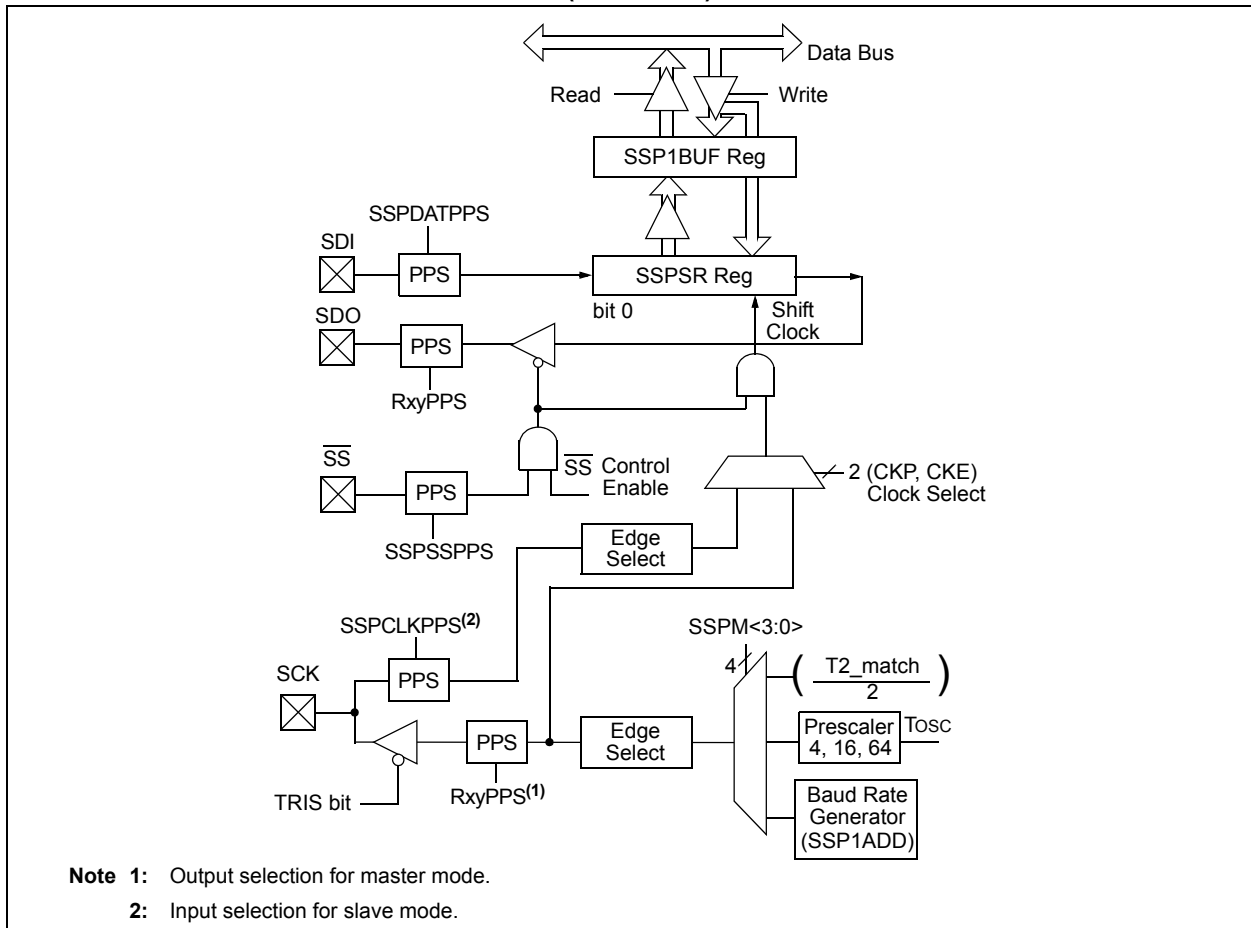 Data Bus
Read
Write
SSP1BUF Reg
SSPDATPPS
SDI
PPS
SSPSR Reg
bit 0
Shift
Clock
SDO
PPS
RxyPPS
SS
PPS
SSPSSPPS
SS Control
Enable
2 (CKP, CKE)
Clock Select
Edge
Select
SSPCLKPPS(2)
SCK
PPS
SSPM<3:0>
4
( T2_match )
2
PPS
RxyPPS(1)
Edge
Select
Prescaler
4, 16, 64
TOSC
TRIS bit
Baud Rate
Generator
(SSP1ADD)
Note 1: Output selection for master mode.
2: Input selection for slave mode.